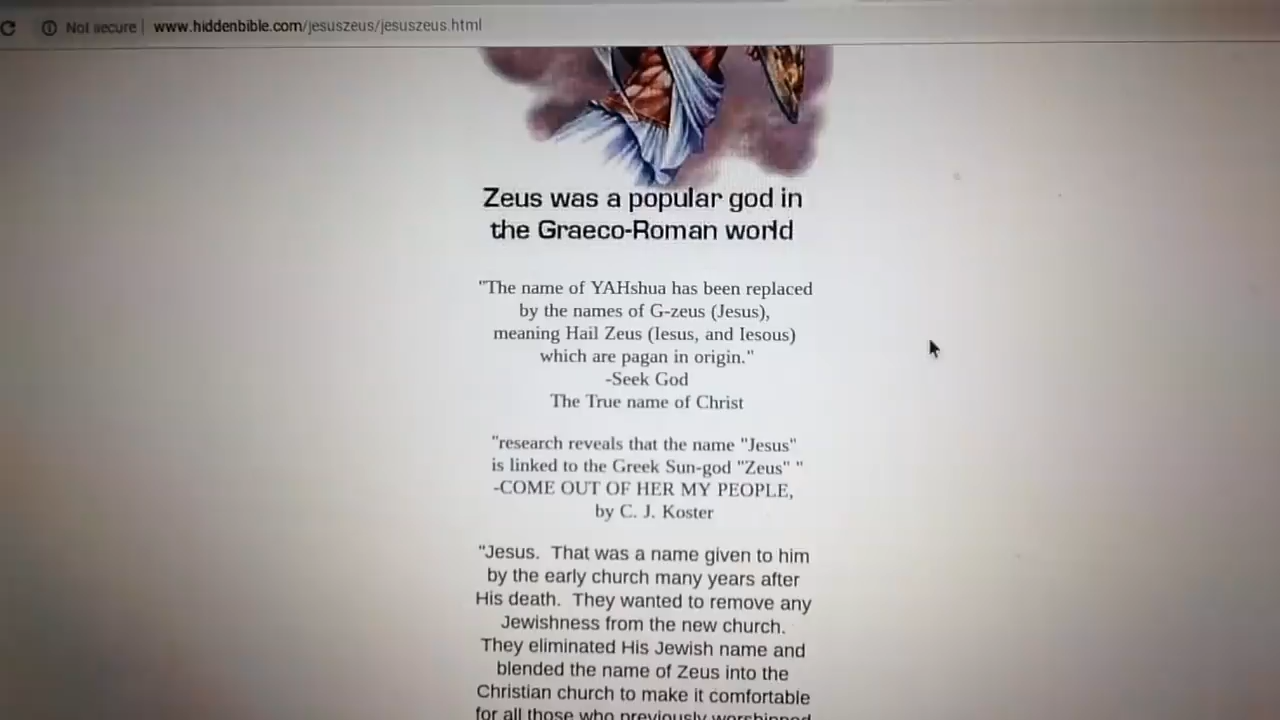 Not secure | www.hiddenbible.com/jesuszeus/jesuszeus.html
Zeus was a popular god in
the Graeco-Roman world
"The name of YAHshua has been replaced
by the names of G-zeus (Jesus),
meaning Hail Zeus (Iesus, and Iesous)
which are pagan in origin."
-Seek God
The True name of Christ
"research reveals that the name "Jesus"
is linked to the Greek Sun-god "Zeus" "
-COME OUT OF HER MY PEOPLE,
by C. J. Koster
"Jesus. That was a name given to him
by the early church many years after
His death. They wanted to remove any
Jewishness from the new church.
They eliminated His Jewish name and
blended the name of Zeus into the
Christian church to make it comfortable
for all those who previously worshipped